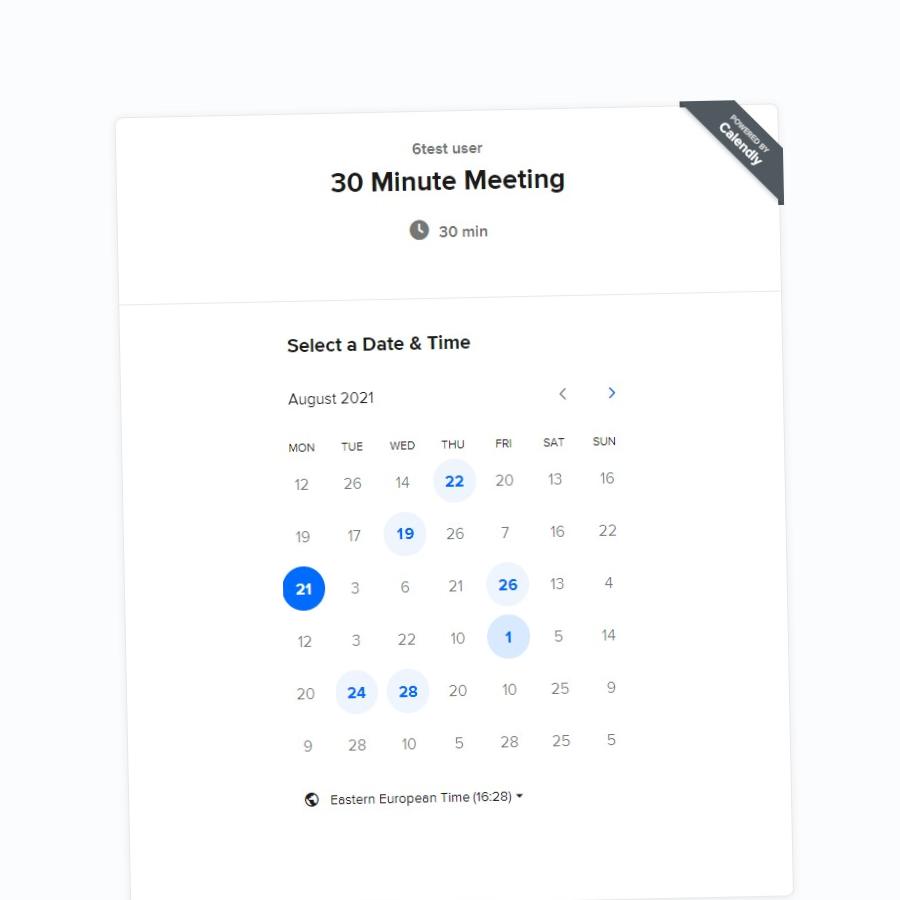 POWERED BY
Calendly
6test user
30 Minute Meeting
30 min
Select a Date & Time
August 2021
MON TUE WED THU FRI SAT SUN
12 26 14 22 20 13 16
19 17 19 26 7 16 22
21 3 6 21 26 13 4
12 3 22 10 1 5 14
20 24 28 20 10 25 9
9 28 10 5 28 25 5
Eastern European Time (16:28)